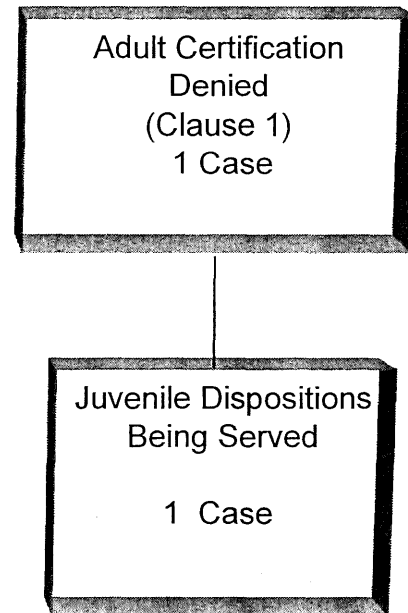 Adult Certification
Denied
(Clause 1)
1 Case
Juvenile Dispositions
Being Served
1 Case